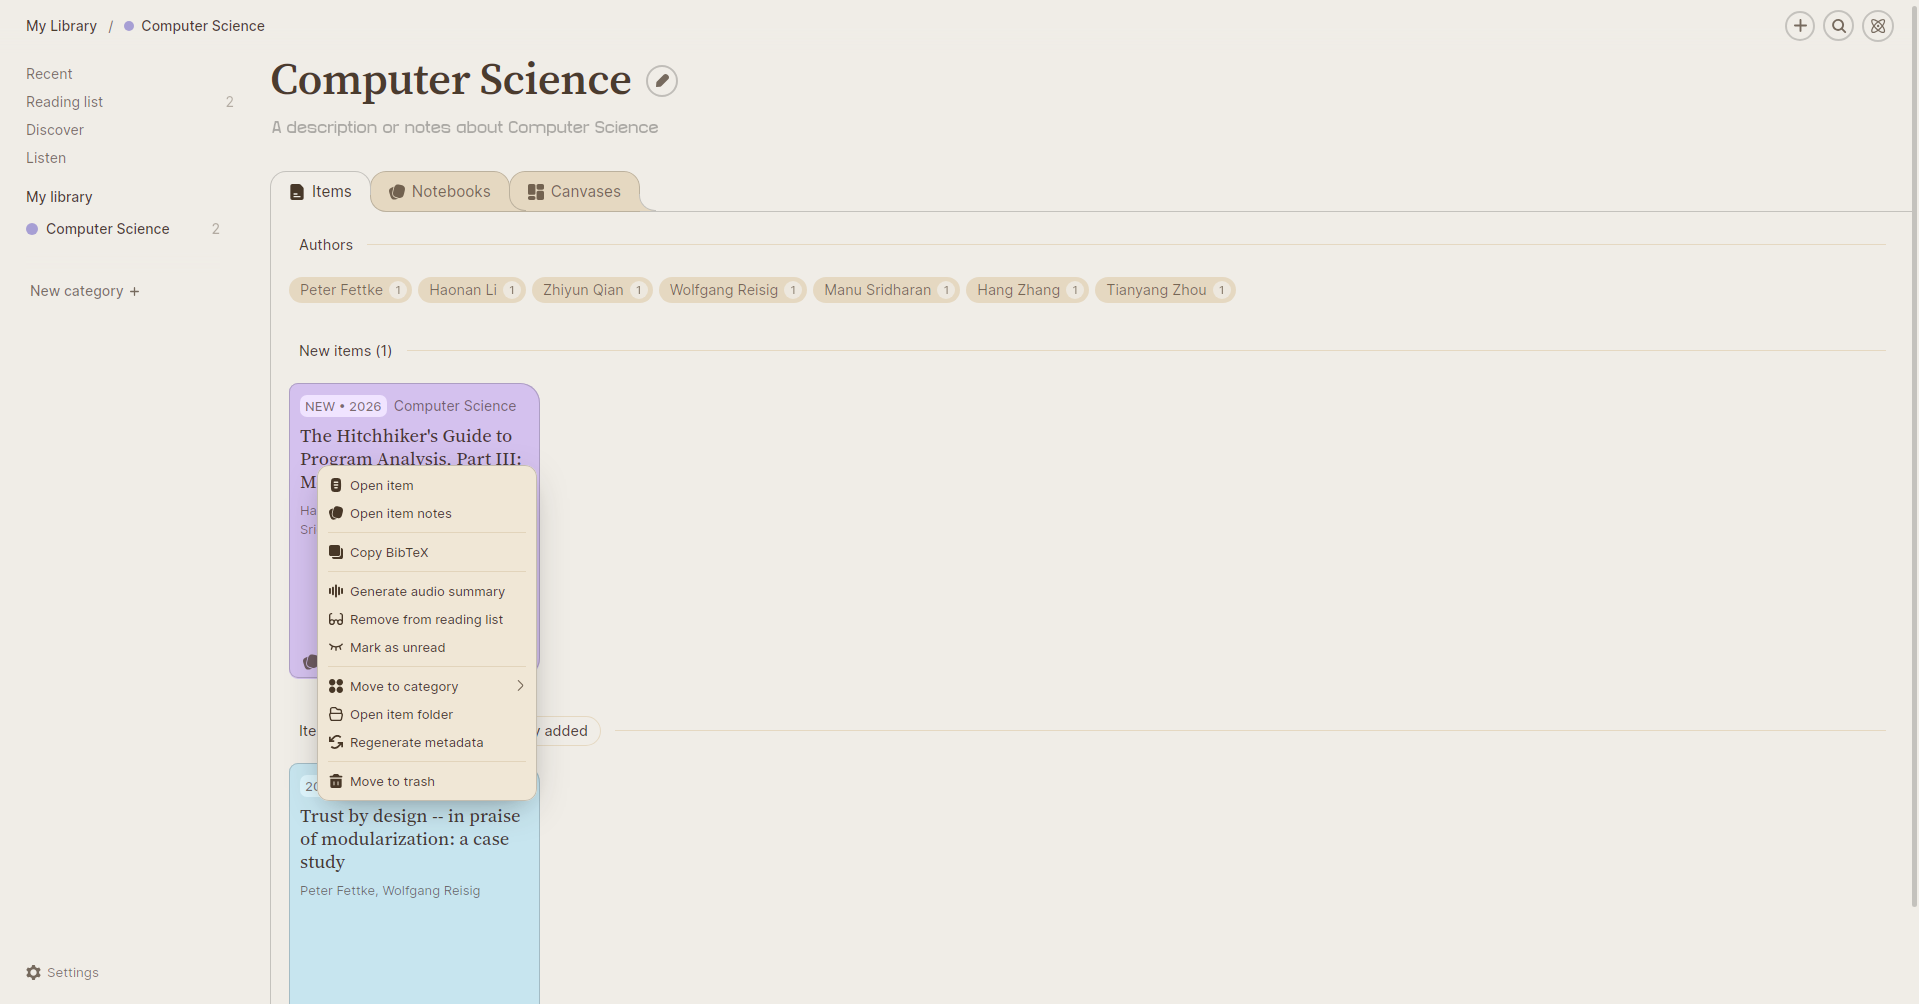 My Library / Computer Science
Recent
Reading list 2
Discover
Listen
My library
Computer Science 2
New category +
Settings
Computer Science
A description or notes about Computer Science
Items Notebooks Canvases
Authors
Peter Fettke 1 Haonan Li 1 Zhiyun Qian 1 Wolfgang Reisig 1 Manu Sridharan 1 Hang Zhang 1 Tianyang Zhou 1
New items (1)
NEW • 2026 Computer Science
The Hitchhiker's Guide to
Program Analysis, Part III:
Open item
Open item notes
Copy BibTeX
Generate audio summary
Remove from reading list
Mark as unread
Move to category
Open item folder
Regenerate metadata
Move to trash
added
Trust by design -- in praise
of modularization: a case
study
Peter Fettke, Wolfgang Reisig